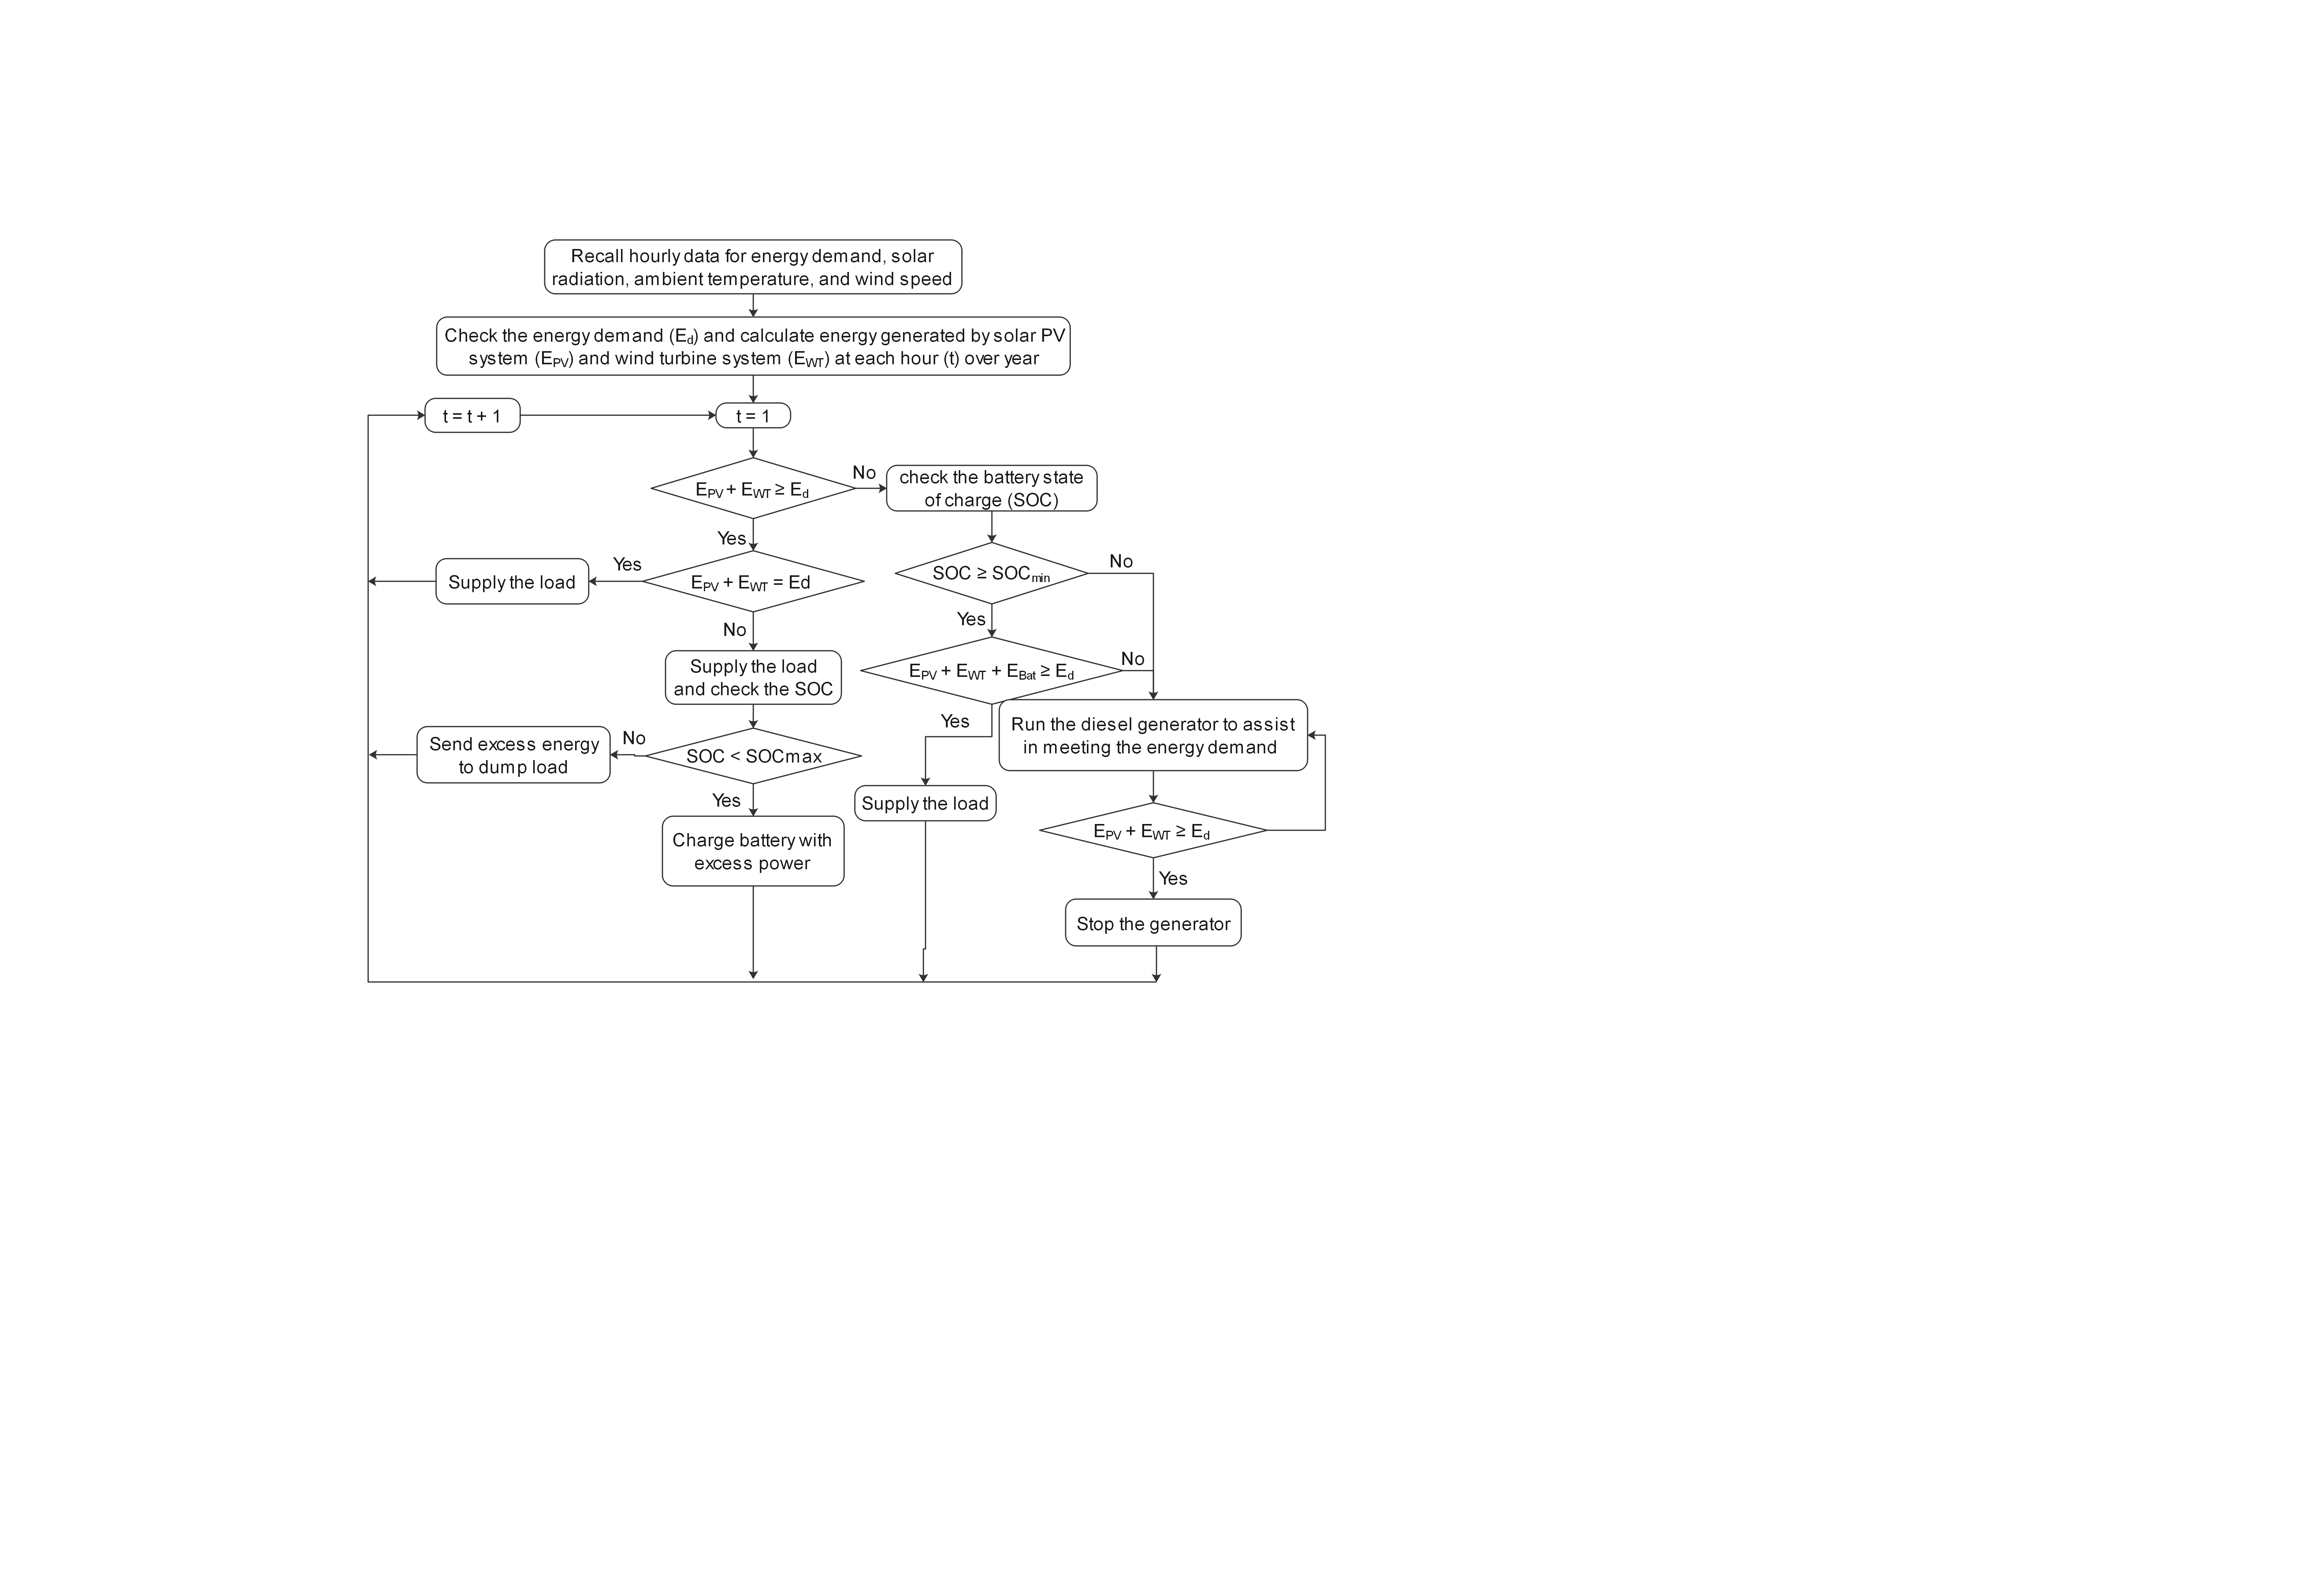 Recall hourly data for energy demand, solar
radiation, ambient temperature, and wind speed
Check the energy demand (Ed) and calculate energy generated by solar PV
system (EPV) and wind turbine system (EWT) at each hour (t) over year
t = t + 1
t = 1
EPV + EWT ≥ Ed
No
check the battery state
of charge (SOC)
Yes
SOC ≥ SOCmin
No
Supply the load
Yes
EPV + EWT = Ed
Yes
No
EPV + EWT + EBat ≥ Ed
No
Supply the load
and check the SOC
Yes
Run the diesel generator to assist
in meeting the energy demand
Send excess energy
to dump load
No
SOC < SOCmax
Yes
Supply the load
Charge battery with
excess power
EPV + EWT ≥ Ed
Yes
Stop the generator